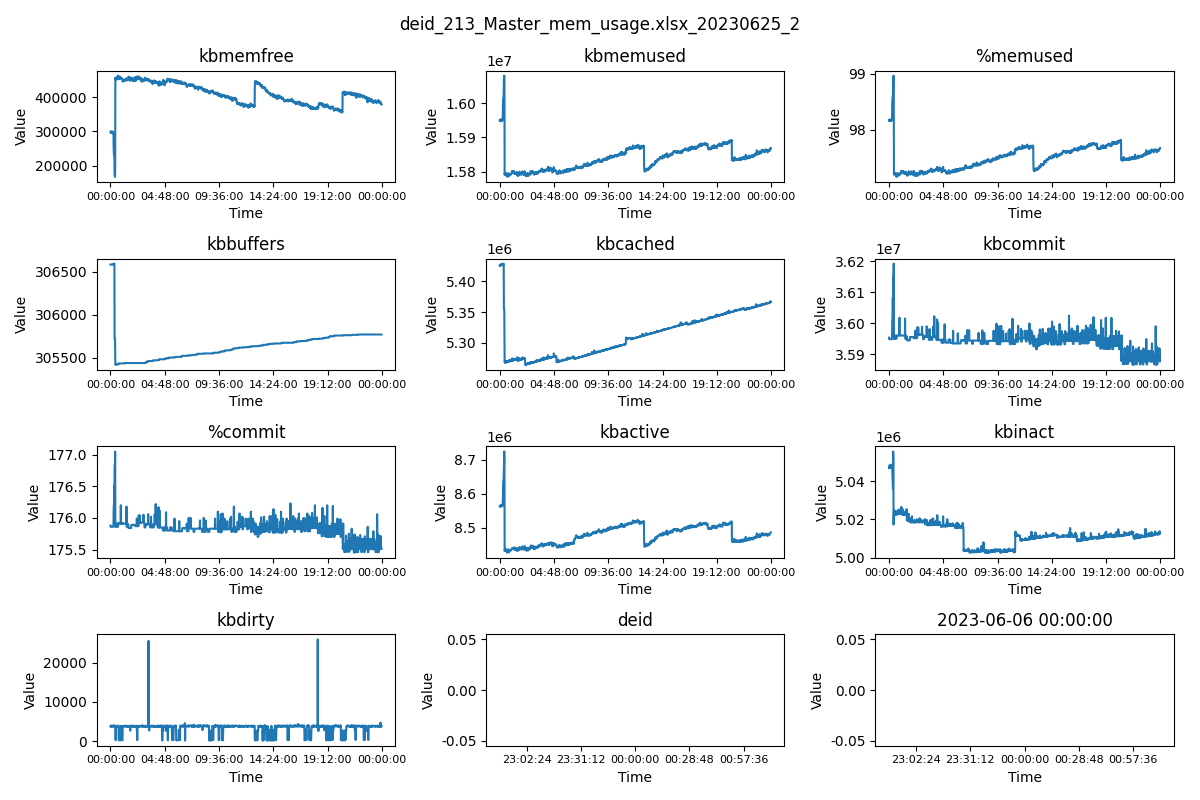 deid_213_Master_mem_usage.xlsx_20230625_2
kbmemfree
kbmemused
%memused
1e7
Value
400000
300000
200000
00:00:00 04:48:00 09:36:00 14:24:00 19:12:00 00:00:00
Time
Value
1.60
1.59
1.58
00:00:00 04:48:00 09:36:00 14:24:00 19:12:00 00:00:00
Time
Value
99
98
00:00:00 04:48:00 09:36:00 14:24:00 19:12:00 00:00:00
Time
kbbuffers
kbcached
kbcommit
1e6
1e7
Value
306500
306000
305500
00:00:00 04:48:00 09:36:00 14:24:00 19:12:00 00:00:00
Time
Value
5.40
5.35
5.30
00:00:00 04:48:00 09:36:00 14:24:00 19:12:00 00:00:00
Time
Value
3.62
3.61
3.60
3.59
00:00:00 04:48:00 09:36:00 14:24:00 19:12:00 00:00:00
Time
%commit
kbactive
kbinact
1e6
1e6
Value
177.0
176.5
176.0
175.5
00:00:00 04:48:00 09:36:00 14:24:00 19:12:00 00:00:00
Time
Value
8.7
8.6
8.5
00:00:00 04:48:00 09:36:00 14:24:00 19:12:00 00:00:00
Time
Value
5.04
5.02
5.00
00:00:00 04:48:00 09:36:00 14:24:00 19:12:00 00:00:00
Time
kbdirty
deid
2023-06-06 00:00:00
Value
20000
10000
0
00:00:00 04:48:00 09:36:00 14:24:00 19:12:00 00:00:00
Time
Value
0.05
0.00
-0.05
23:02:24 23:31:12 00:00:00 00:28:48 00:57:36
Time
Value
0.05
0.00
-0.05
23:02:24 23:31:12 00:00:00 00:28:48 00:57:36
Time